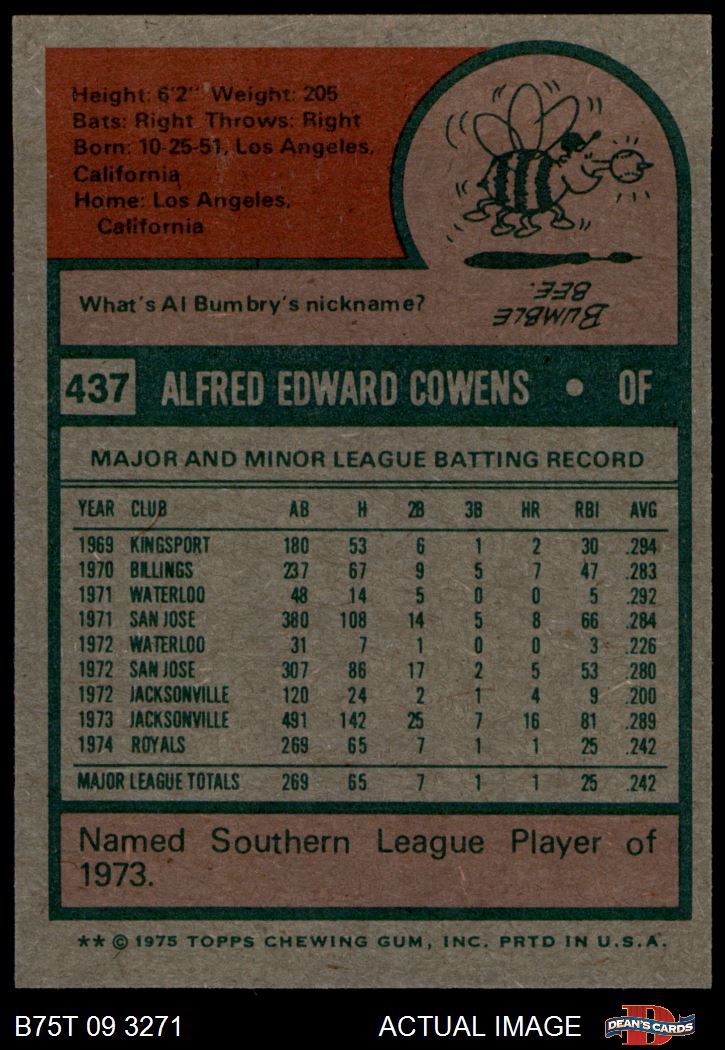 Height: 6'2" Weight: 205
Bats: Right Throws: Right
Born: 10-25-51, Los Angeles,
California
Home: Los Angeles,
California
What's Al Bumbry's nickname?
BUMBLE
BEE.
437 ALFRED EDWARD COWENS • OF
MAJOR AND MINOR LEAGUE BATTING RECORD
YEAR CLUB AB H 2B 3B HR RBI AVG
1969 KINGSPORT 180 53 6 1 2 30 .294
1970 BILLINGS 237 67 9 5 7 47 .283
1971 WATERLOO 48 14 5 0 0 5 .292
1971 SAN JOSE 380 108 14 5 8 66 .284
1972 WATERLOO 31 7 1 0 0 3 .226
1972 SAN JOSE 307 86 17 2 5 53 .280
1972 JACKSONVILLE 120 24 2 1 4 9 .200
1973 JACKSONVILLE 491 142 25 7 16 81 .289
1974 ROYALS 269 65 7 1 1 25 .242
MAJOR LEAGUE TOTALS 269 65 7 1 1 25 .242
Named Southern League Player of
1973.
** © 1975 TOPPS CHEWING GUM, INC. PRTD IN U.S.A.
B75T 09 3271 ACTUAL IMAGE D DEAN'S CARDS